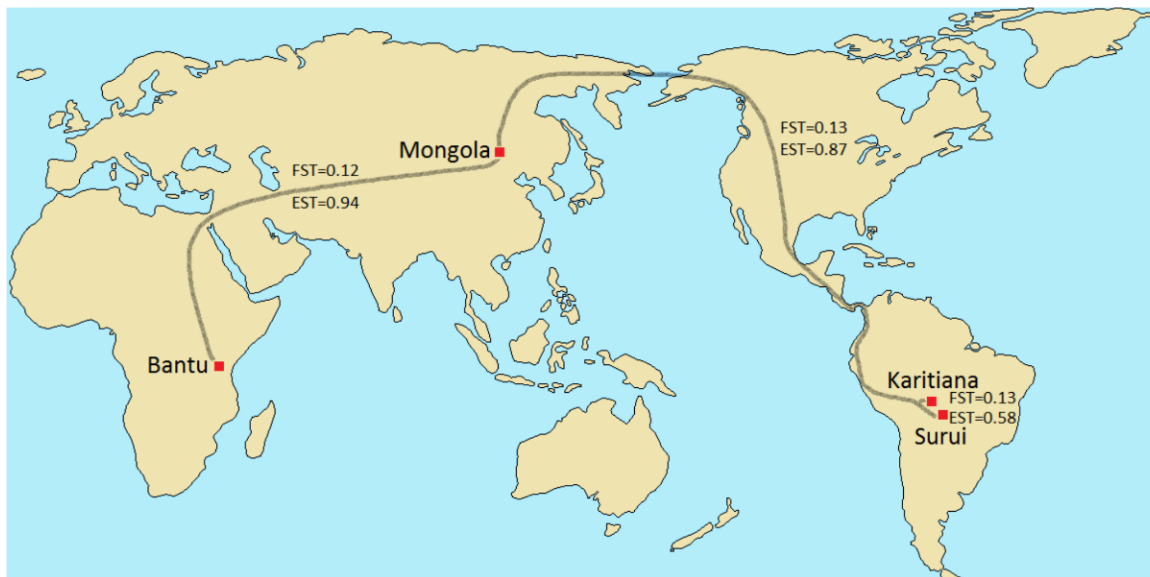 FST=0.13
EST=0.87
Mongola
FST=0.12
EST=0.94
Bantu
Karitiana
FST=0.13
EST=0.58
Surui